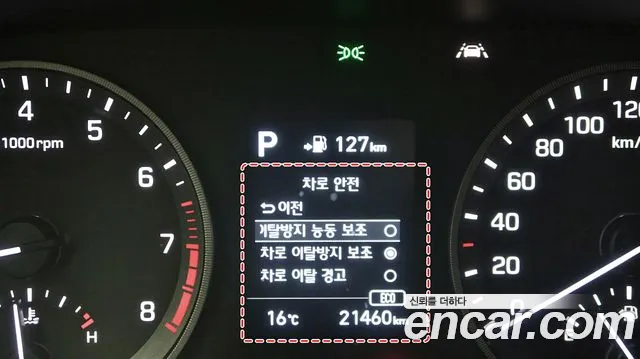 4
5
6
7
8
1000rpm
H
P
127km
차로 안전
이전
이탈방지 능동 보조
차로 이탈방지 보조
차로 이탈 경고
ECO
16℃
21460km
0
20
40
60
80
100
120
km/
E
신뢰를 더하다
encar.com